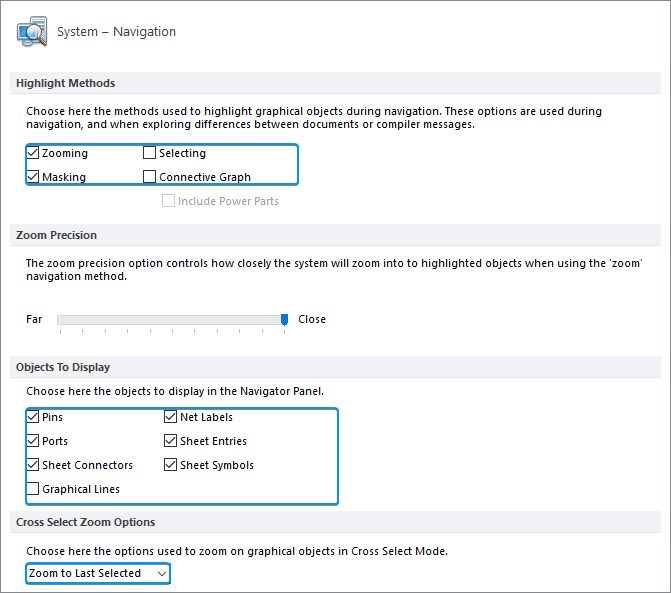 System – Navigation
Highlight Methods
Choose here the methods used to highlight graphical objects during navigation. These options are used during
navigation, and when exploring differences between documents or compiler messages.
Zooming Selecting
Masking Connective Graph
Include Power Parts
Zoom Precision
The zoom precision option controls how closely the system will zoom into to highlighted objects when using the 'zoom'
navigation method.
Far Close
Objects To Display
Choose here the objects to display in the Navigator Panel.
Pins Net Labels
Ports Sheet Entries
Sheet Connectors Sheet Symbols
Graphical Lines
Cross Select Zoom Options
Choose here the options used to zoom on graphical objects in Cross Select Mode.
Zoom to Last Selected